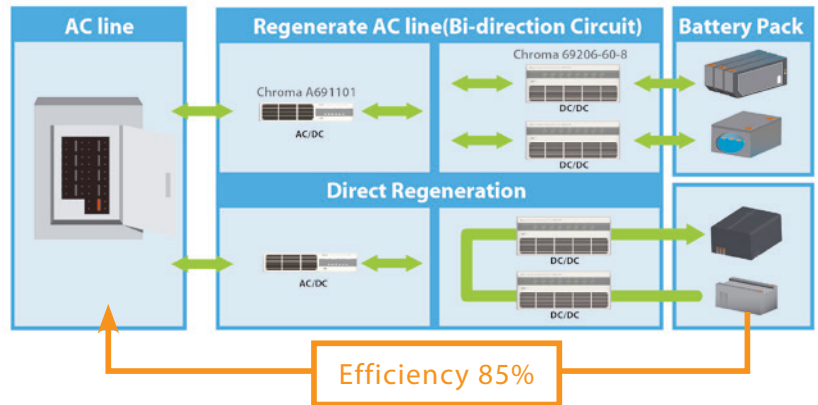 AC line
Regenerate AC line(Bi-direction Circuit)
Battery Pack
Chroma A691101
AC/DC
Chroma 69206-60-8
DC/DC
DC/DC
Direct Regeneration
AC/DC
DC/DC
DC/DC
Efficiency 85%